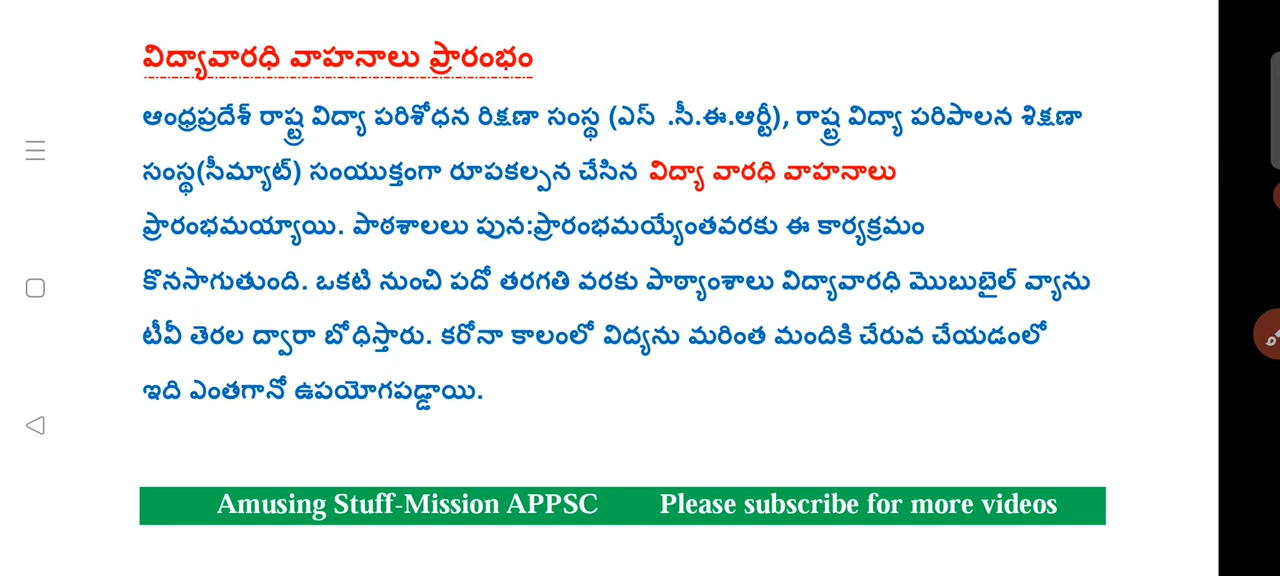 విద్యావారధి వాహనాలు ప్రారంభం
ఆంధ్రప్రదేశ్ రాష్ట్ర విద్యా పరిశోధన రిక్షణా సంస్థ (ఎస్ .సీ.ఈ.ఆర్టీ), రాష్ట్ర విద్యా పరిపాలన శిక్షణా
సంస్థ(సీమ్యాట్) సంయుక్తంగా రూపకల్పన చేసిన విద్యా వారధి వాహనాలు
ప్రారంభమయ్యాయి. పాఠశాలలు పున:ప్రారంభమయ్యేంతవరకు ఈ కార్యక్రమం
కొనసాగుతుంది. ఒకటి నుంచి పదో తరగతి వరకు పాఠ్యాంశాలు విద్యావారధి మొబుబైల్ వ్యాను
టీవీ తెరల ద్వారా బోధిస్తారు. కరోనా కాలంలో విద్యను మరింత మందికి చేరువ చేయడంలో
ఇది ఎంతగానో ఉపయోగపడ్డాయి.
Amusing Stuff-Mission APPSC Please subscribe for more videos